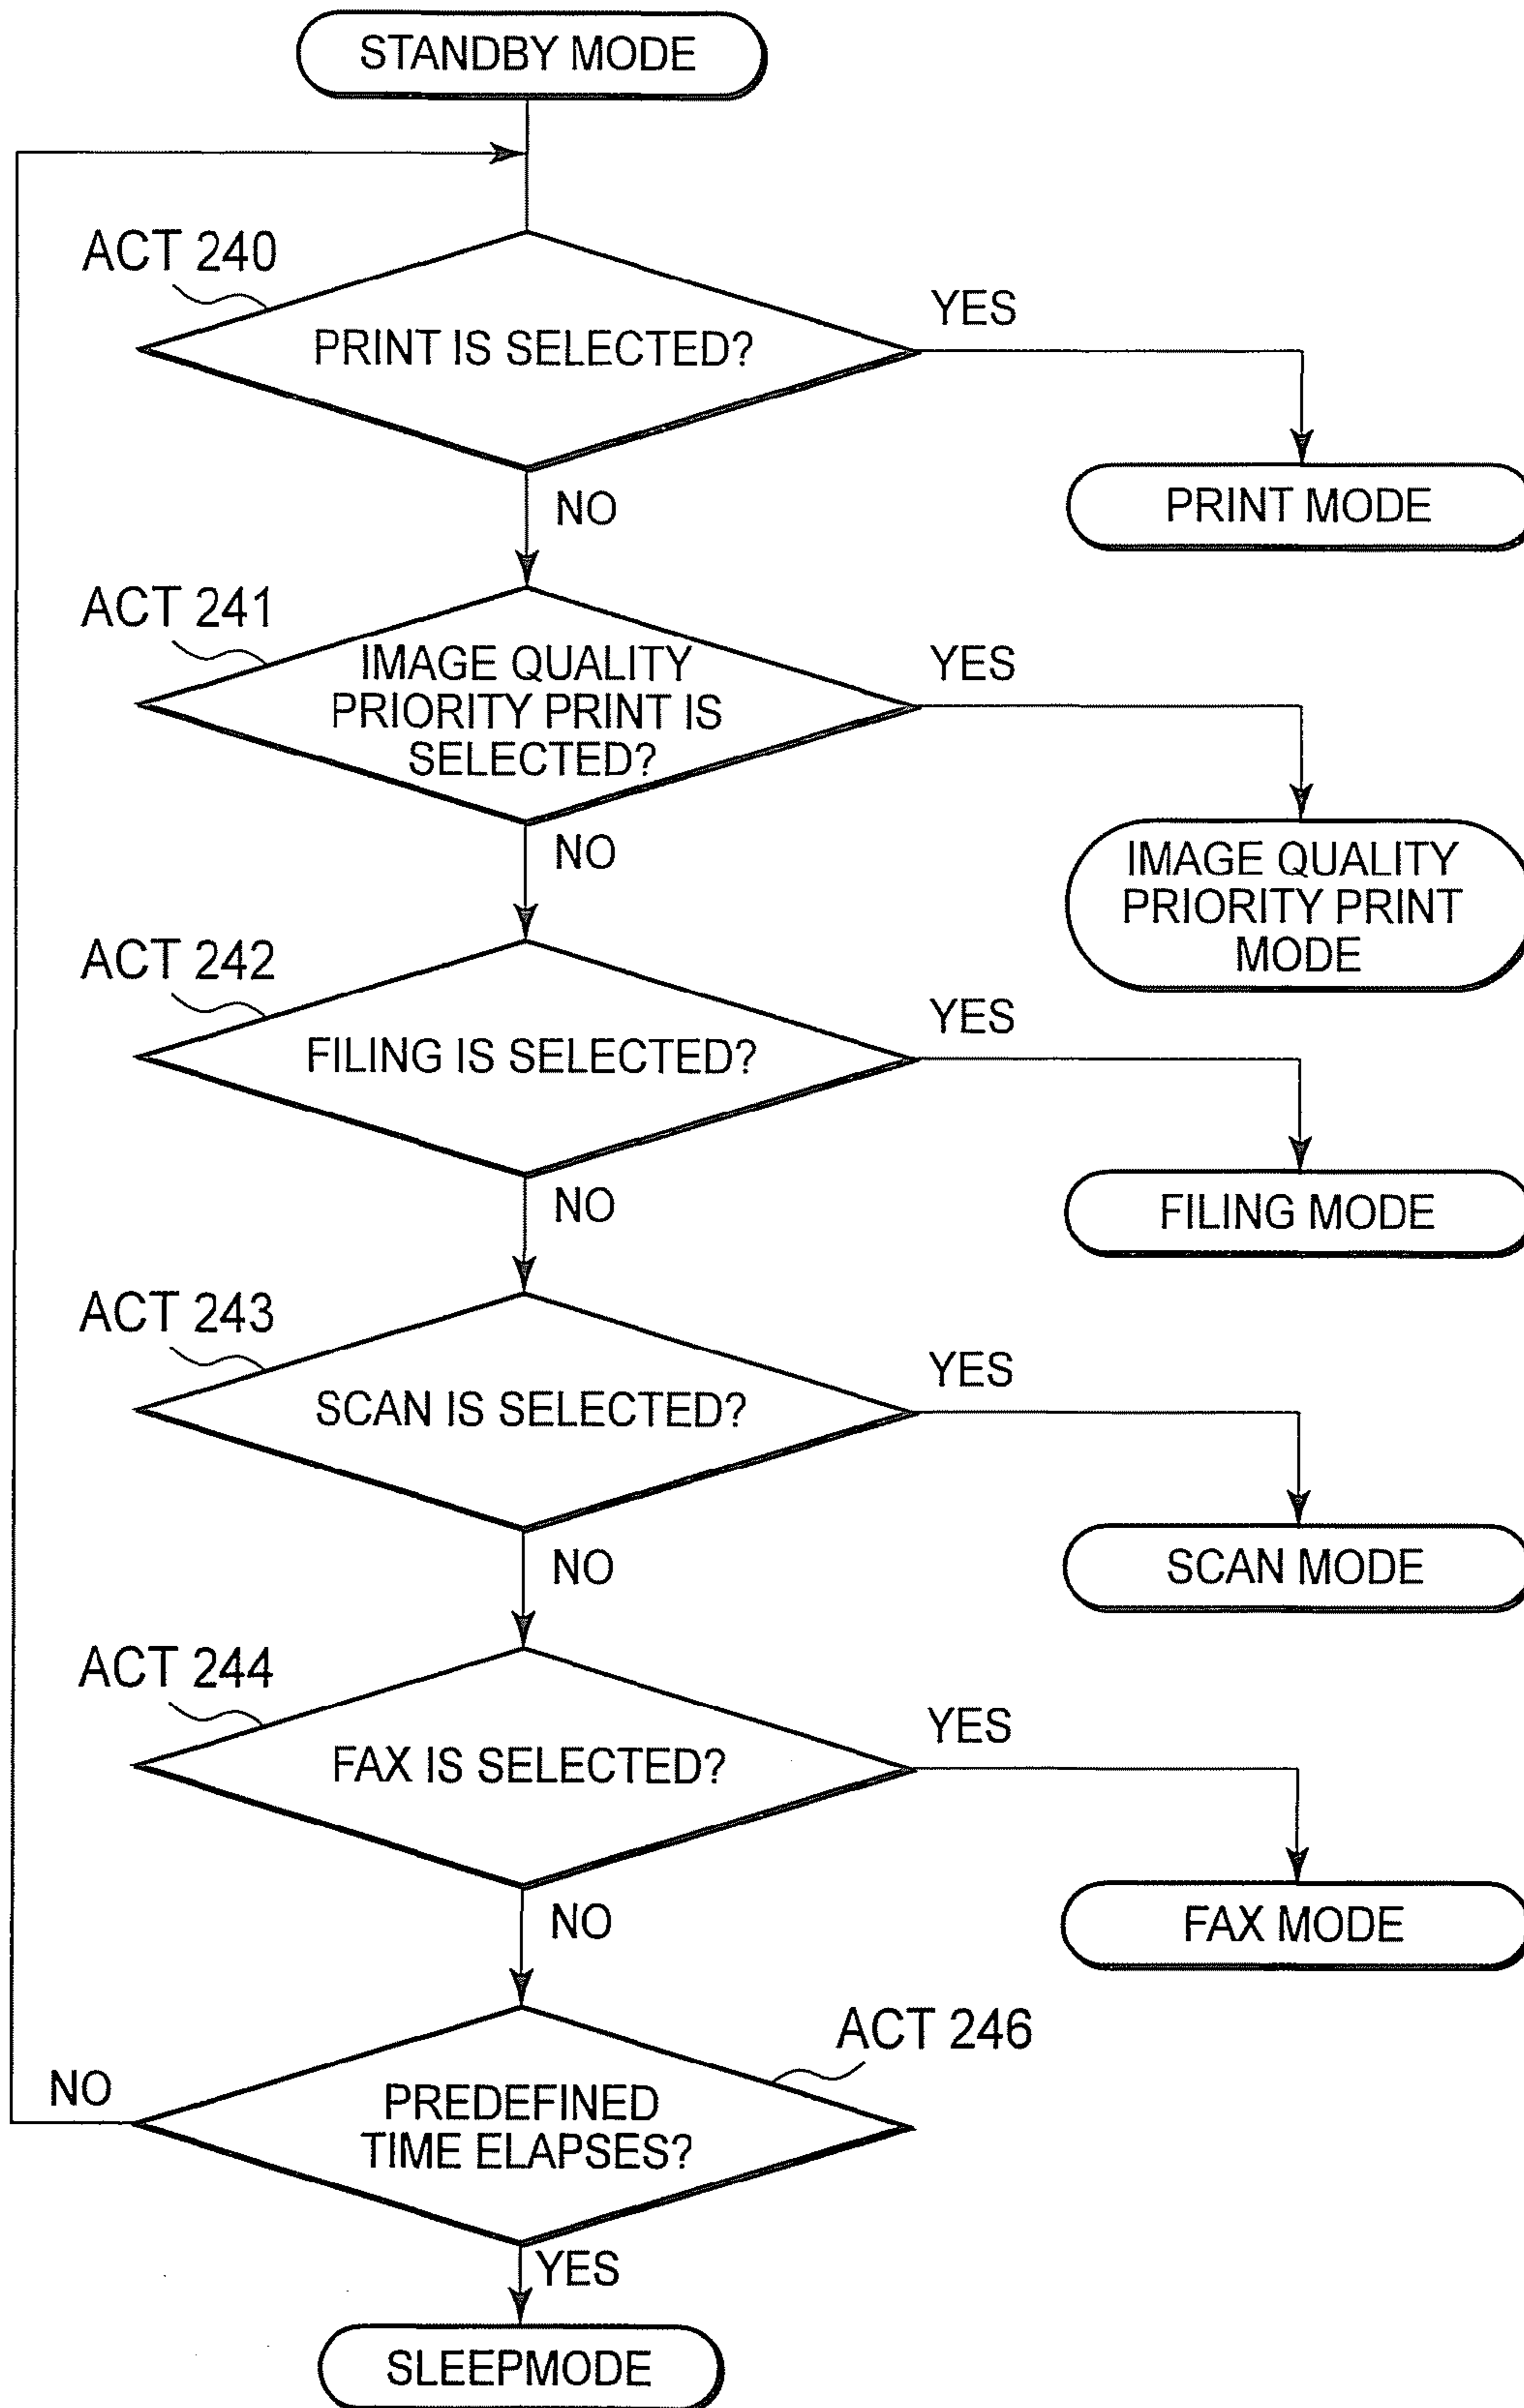 STANDBY MODE
ACT 240
PRINT IS SELECTED?
YES
PRINT MODE
NO
ACT 241
IMAGE QUALITY
PRIORITY PRINT IS
SELECTED?
YES
IMAGE QUALITY
PRIORITY PRINT
MODE
NO
ACT 242
FILING IS SELECTED?
YES
FILING MODE
NO
ACT 243
SCAN IS SELECTED?
YES
SCAN MODE
NO
ACT 244
FAX IS SELECTED?
YES
FAX MODE
NO
ACT 246
PREDEFINED
TIME ELAPSES?
NO
YES
SLEEPMODE